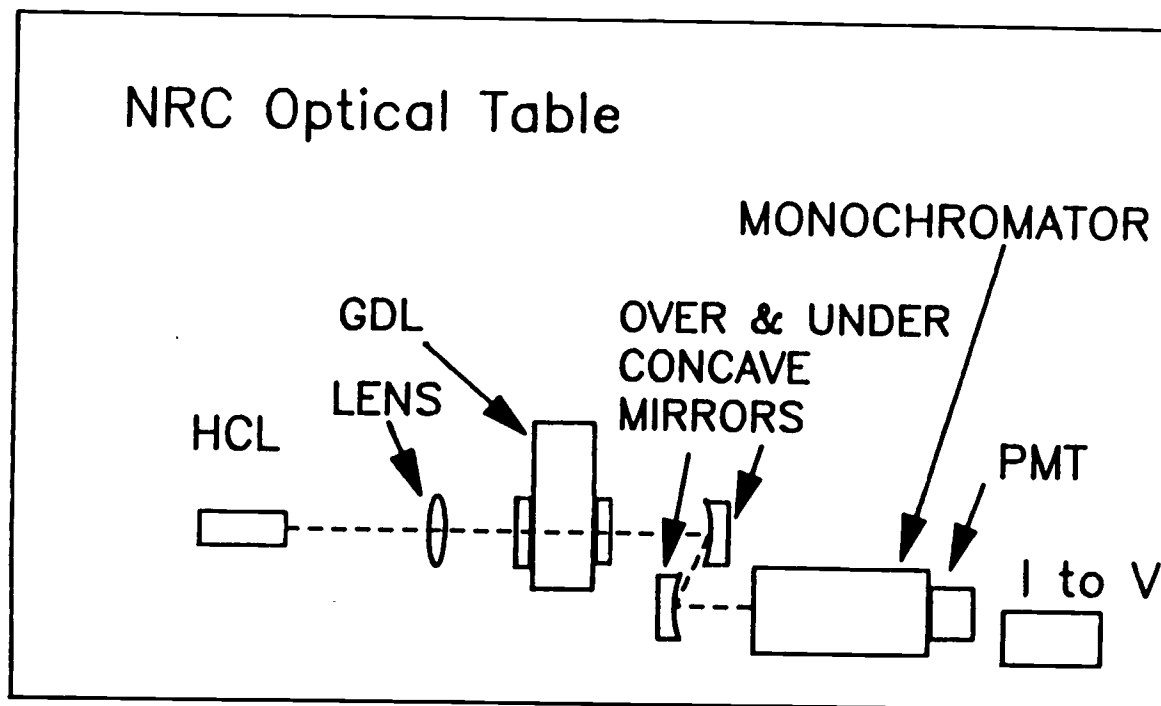 NRC Optical Table
MONOCHROMATOR
GDL
OVER & UNDER
CONCAVE
MIRRORS
LENS
HCL
PMT
I to V